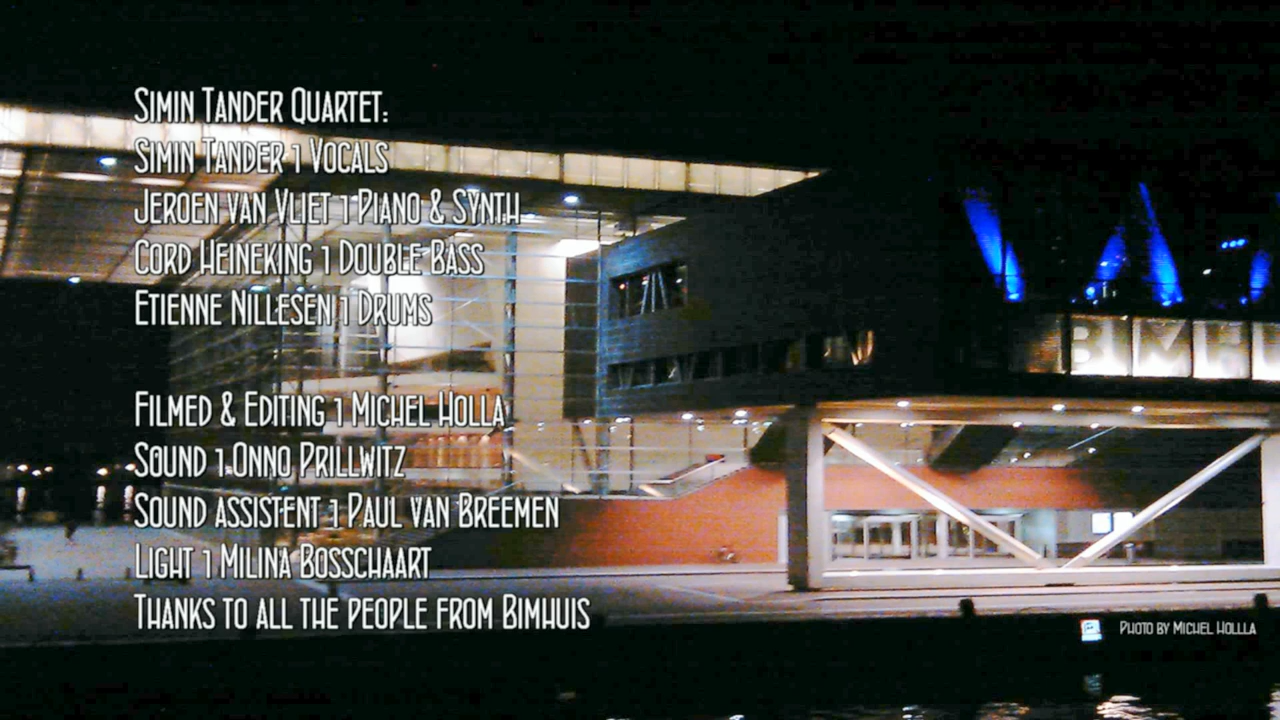 Simin Tander Quartet:
Simin Tander | Vocals
Jeroen van Vliet | Piano & Synth
Cord Heineking | Double Bass
Etienne Nillesen | Drums
Filmed & Editing | Michel Holla
Sound | Onno Prillwitz
Sound assistent | Paul van Breemen
Light | Milina Bosschaart
Thanks to all the people from Bimhuis
BIMHU
Photo by Michel Hollla